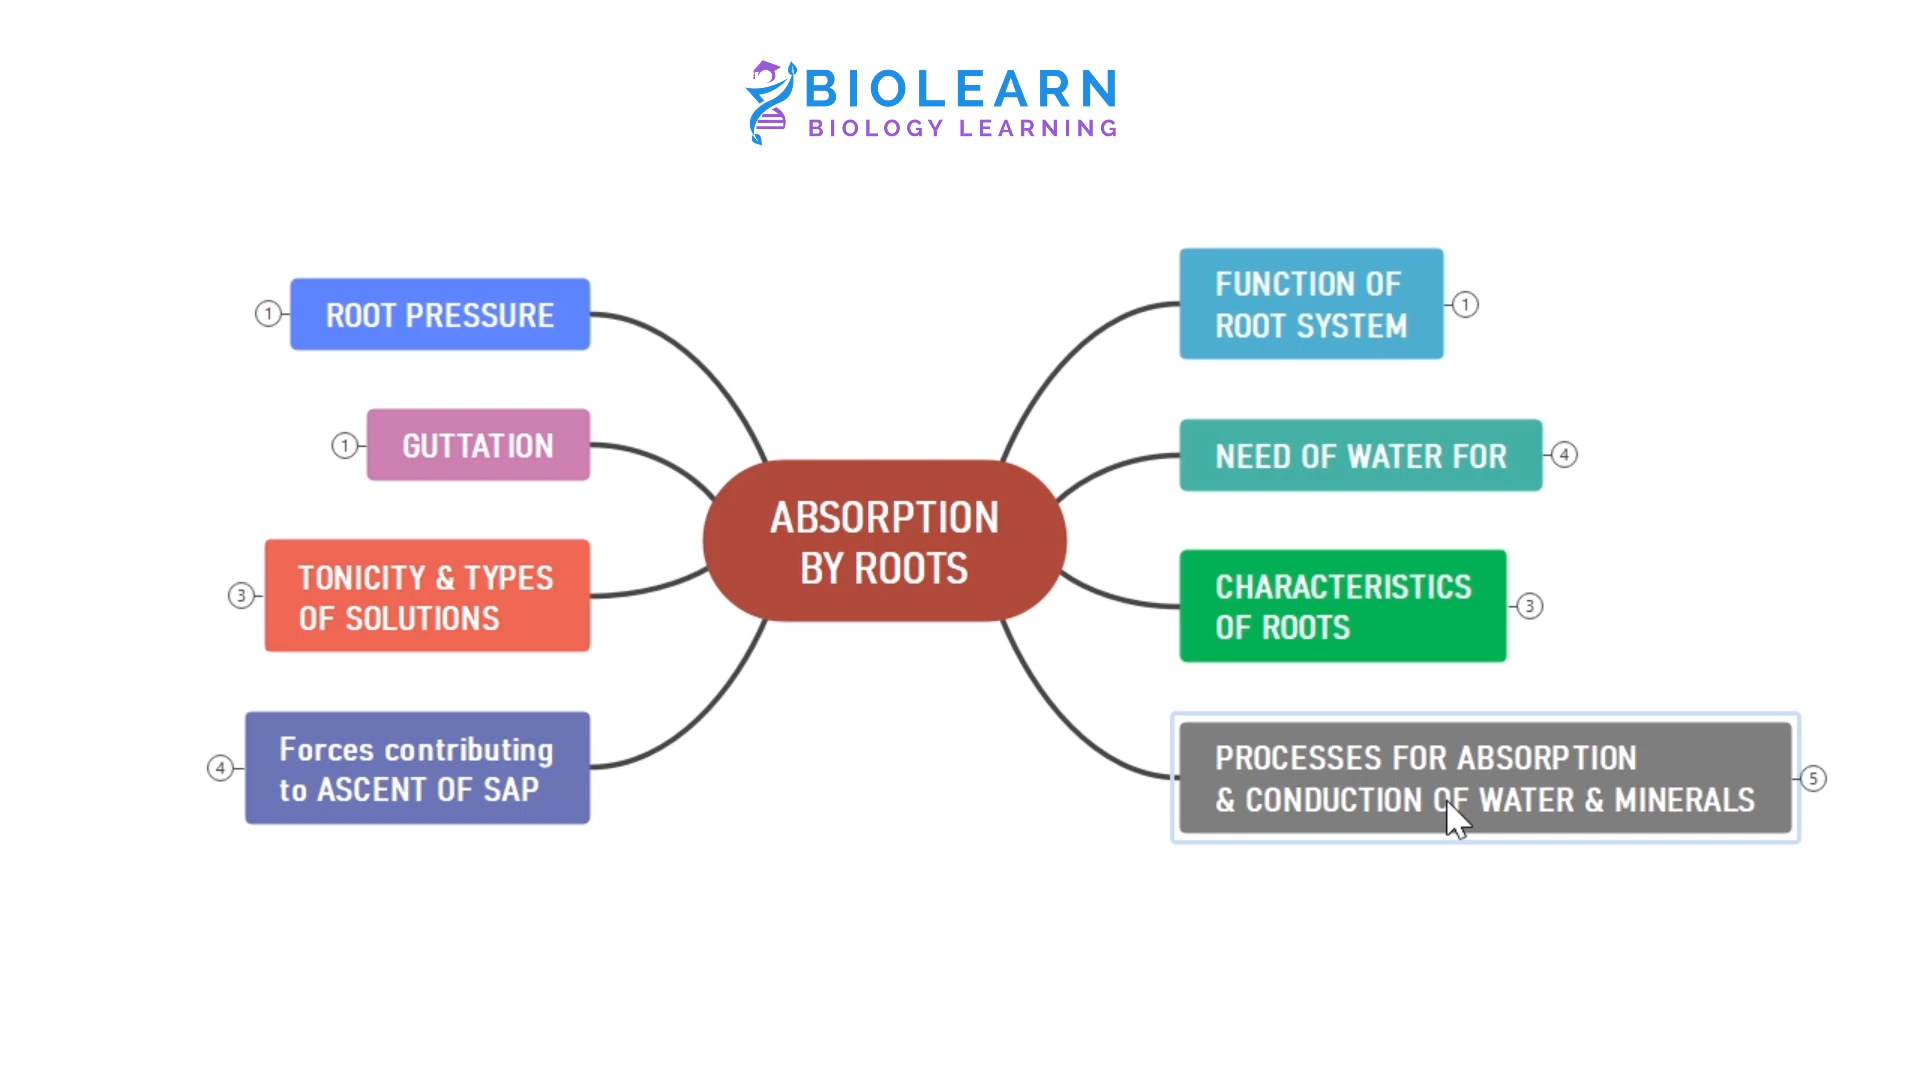 BIOLEARN
BIOLOGY LEARNING
1
ROOT PRESSURE
1
GUTTATION
3
TONICITY & TYPES
OF SOLUTIONS
4
Forces contributing
to ASCENT OF SAP
ABSORPTION
BY ROOTS
FUNCTION OF
ROOT SYSTEM
1
NEED OF WATER FOR
4
CHARACTERISTICS
OF ROOTS
3
PROCESSES FOR ABSORPTION
& CONDUCTION OF WATER & MINERALS
5